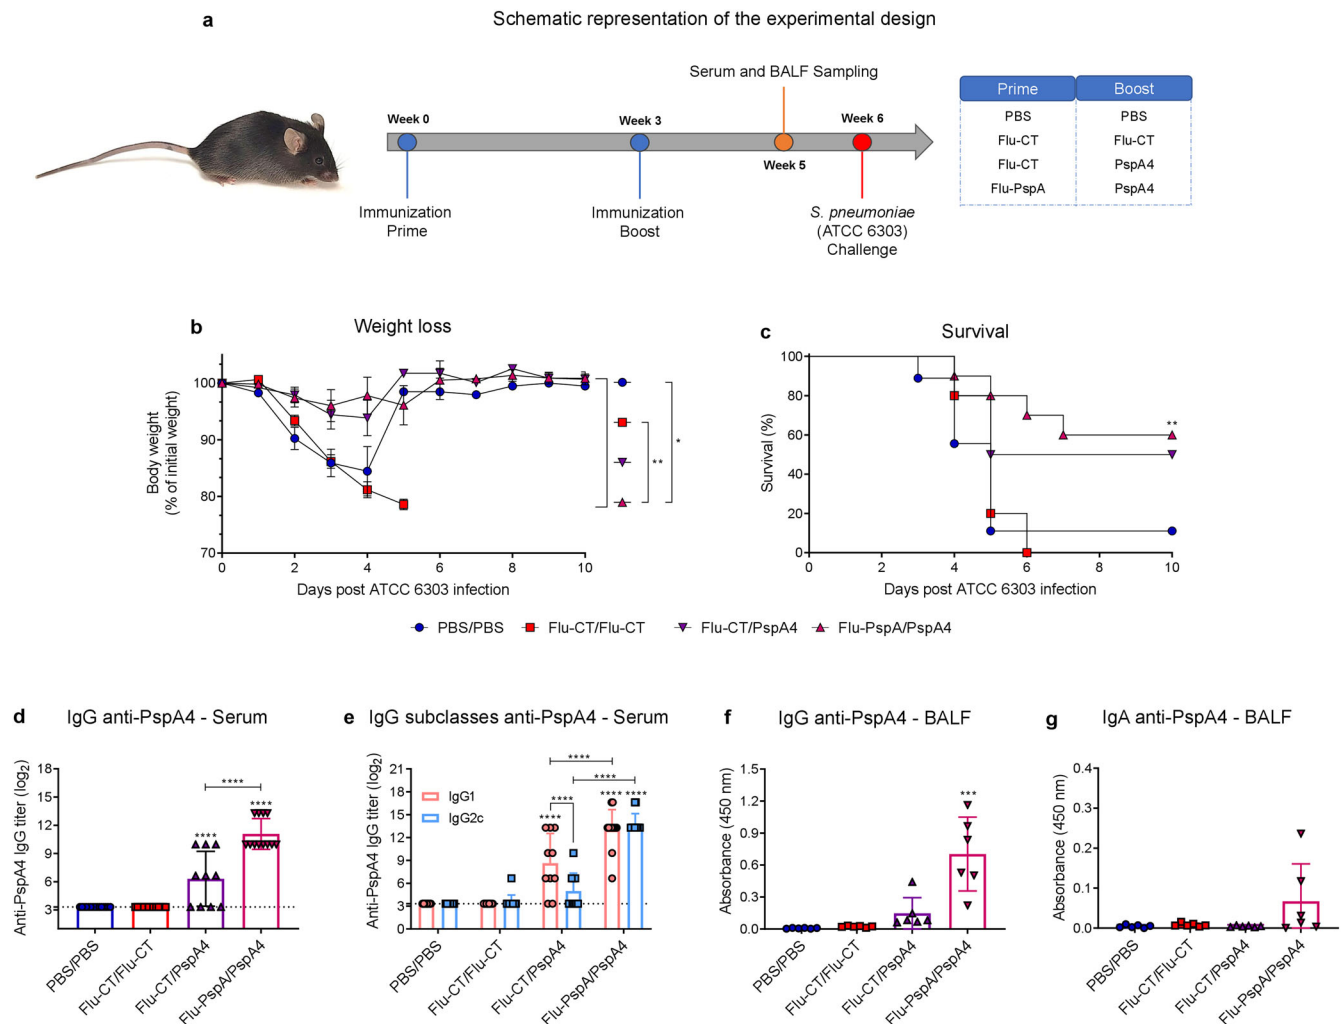 a
Schematic representation of the experimental design
Serum and BALF Sampling
Week 0
Week 3
Week 6
Week 5
Immunization
Prime
Immunization
Boost
S. pneumoniae
(ATCC 6303)
Challenge
Prime Boost
PBS PBS
Flu-CT Flu-CT
Flu-CT PspA4
Flu-PspA PspA4
b
Weight loss
Body weight
(% of initial weight)
100
90
80
70
0 2 4 6 8 10
Days post ATCC 6303 infection
*
**
c
Survival
Survival (%)
100
80
60
40
20
0
**
0 2 4 6 8 10
Days post ATCC 6303 infection
PBS/PBS Flu-CT/Flu-CT Flu-CT/PspA4 Flu-PspA/PspA4
d
IgG anti-PspA4 - Serum
Anti-PspA4 IgG titer (log2)
18
15
12
9
6
3
****
****
****
PBS/PBS
Flu-CT/Flu-CT
Flu-CT/PspA4
Flu-PspA/PspA4
e
IgG subclasses anti-PspA4 - Serum
Anti-PspA4 IgG titer (log2)
21
18
15
12
9
6
3
0
IgG1
IgG2c
****
****
****
****
**** ****
PBS/PBS
Flu-CT/Flu-CT
Flu-CT/PspA4
Flu-PspA/PspA4
f
IgG anti-PspA4 - BALF
Absorbance (450 nm)
1.5
1.2
0.9
0.6
0.3
0.0
***
PBS/PBS
Flu-CT/Flu-CT
Flu-CT/PspA4
Flu-PspA/PspA4
g
IgA anti-PspA4 - BALF
Absorbance (450 nm)
0.4
0.3
0.2
0.1
0.0
PBS/PBS
Flu-CT/Flu-CT
Flu-CT/PspA4
Flu-PspA/PspA4